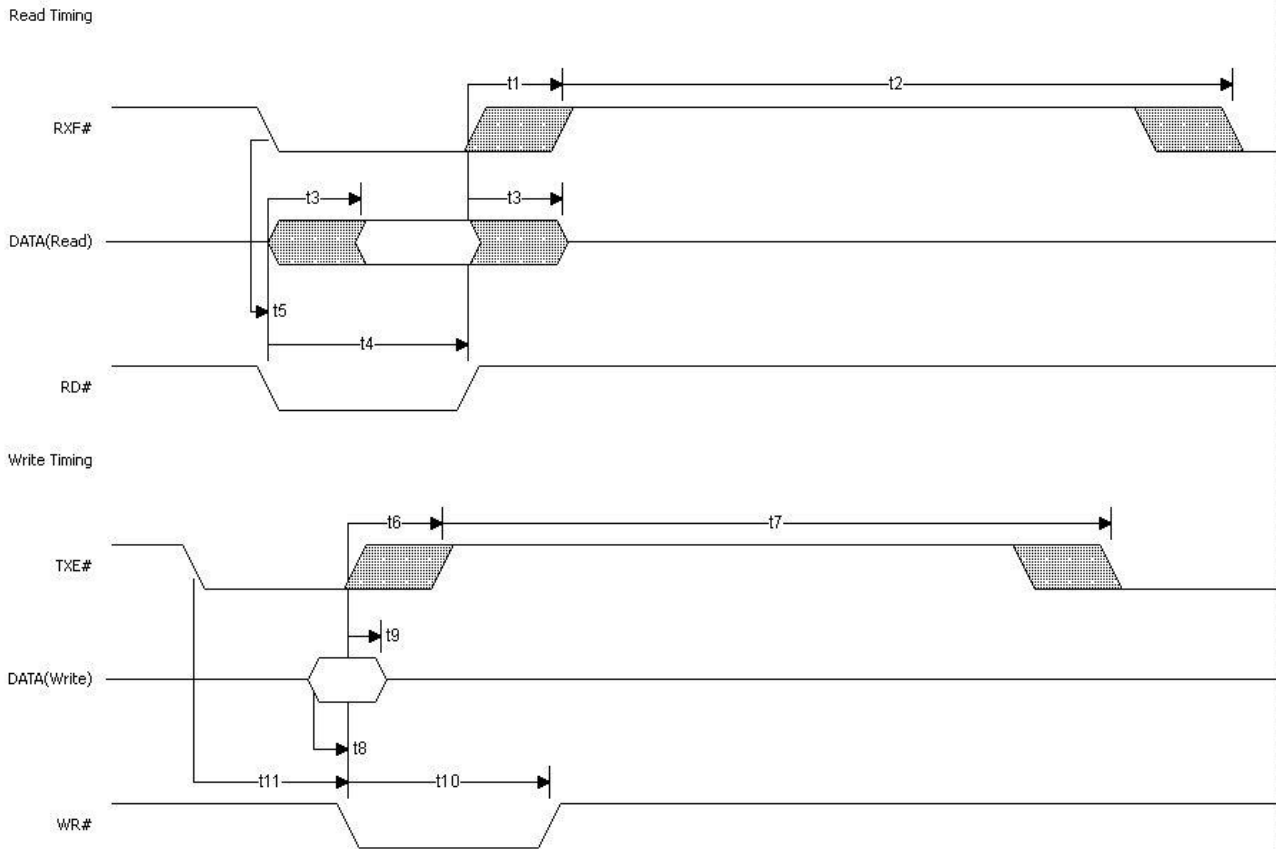 Read Timing
t1
t2
RXF#
t3
t3
DATA(Read)
t5
t4
RD#
Write Timing
t6
t7
TXE#
t9
DATA(Write)
t8
t11
t10
WR#